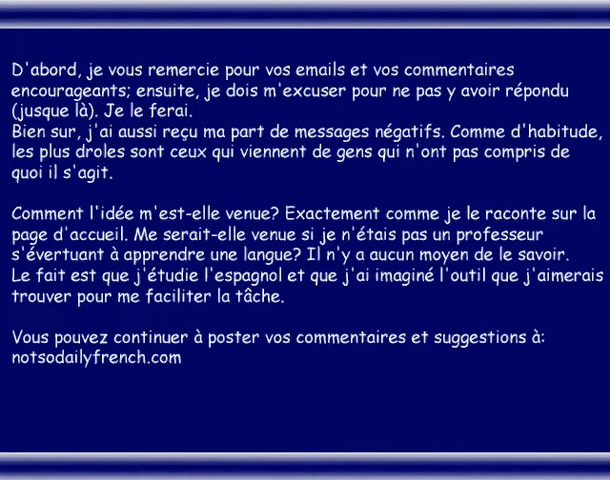 D'abord, je vous remercie pour vos emails et vos commentaires
encourageants; ensuite, je dois m'excuser pour ne pas y avoir répondu
(jusque là). Je le ferai.
Bien sur, j'ai aussi reçu ma part de messages négatifs. Comme d'habitude,
les plus droles sont ceux qui viennent de gens qui n'ont pas compris de
quoi il s'agit.
Comment l'idée m'est-elle venue? Exactement comme je le raconte sur la
page d'accueil. Me serait-elle venue si je n'étais pas un professeur
s'évertuant à apprendre une langue? Il n'y a aucun moyen de le savoir.
Le fait est que j'étudie l'espagnol et que j'ai imaginé l'outil que j'aimerais
trouver pour me faciliter la tâche.
Vous pouvez continuer à poster vos commentaires et suggestions à:
notsodailyfrench.com